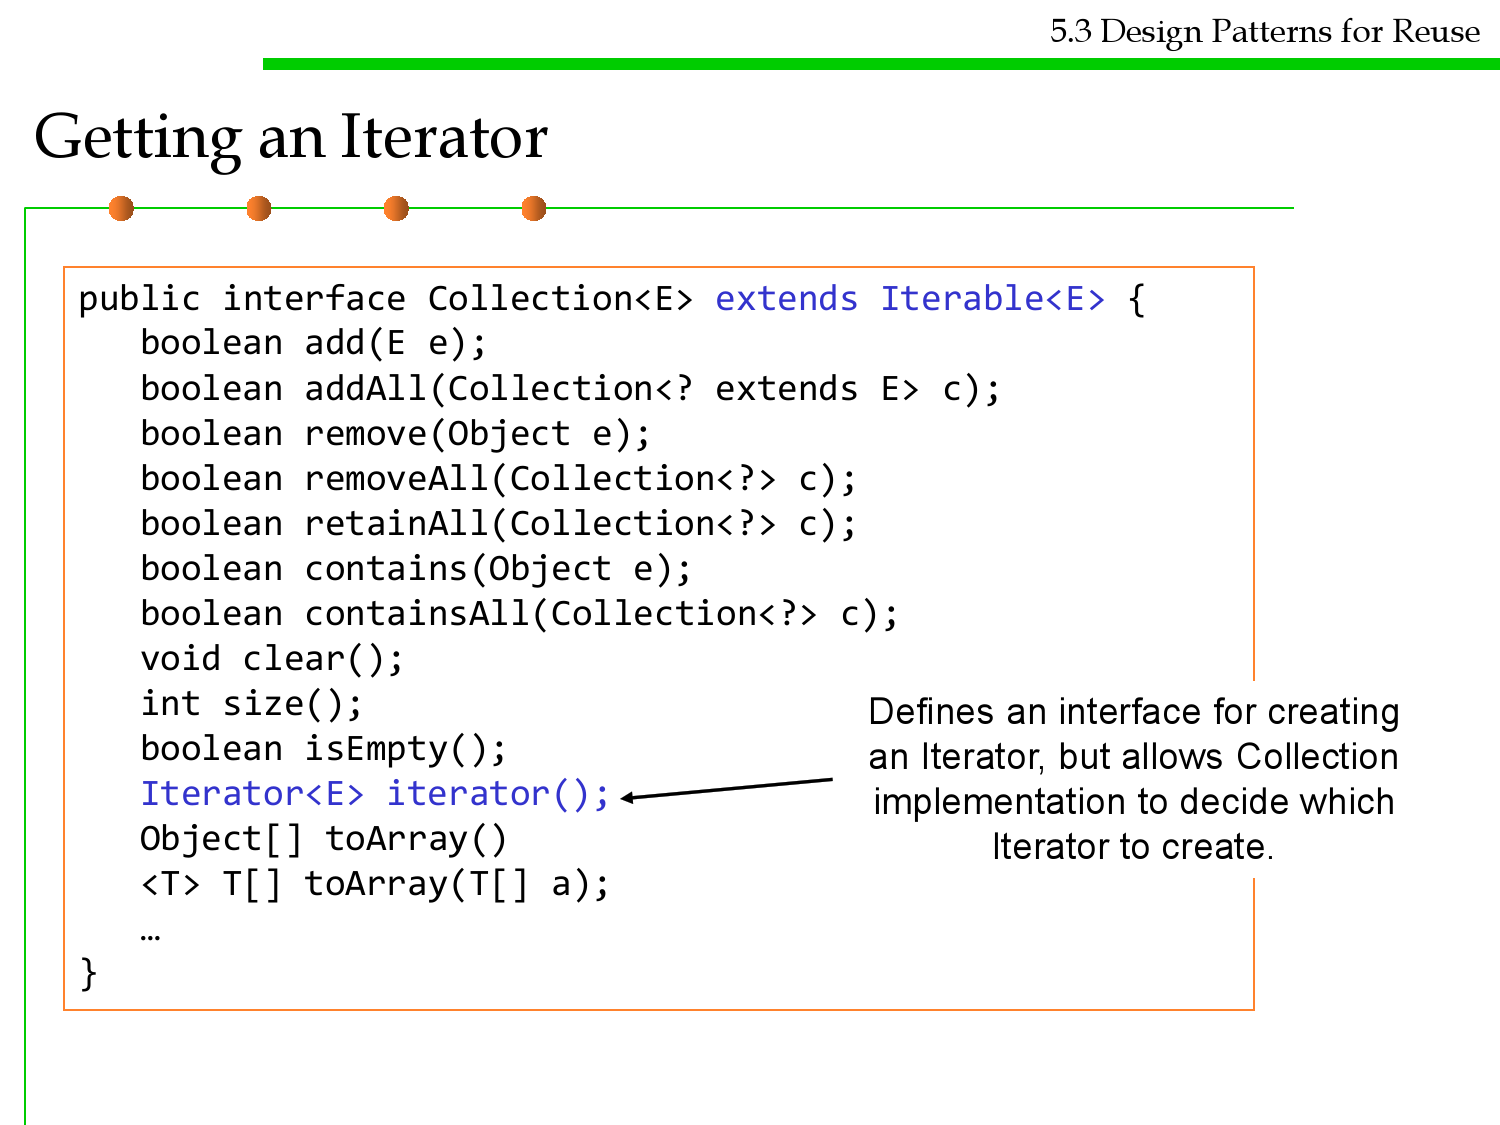 5.3 Design Patterns for Reuse
Getting an Iterator
public interface Collection<E> extends Iterable<E> {
boolean add(E e);
boolean addAll(Collection<? extends E> c);
boolean remove(Object e);
boolean removeAll(Collection<?> c);
boolean retainAll(Collection<?> c);
boolean contains(Object e);
boolean containsAll(Collection<?> c);
void clear();
int size();
boolean isEmpty();
Iterator<E> iterator();
Object[] toArray()
<T> T[] toArray(T[] a);
…
}
Defines an interface for creating
an Iterator, but allows Collection
implementation to decide which
Iterator to create.